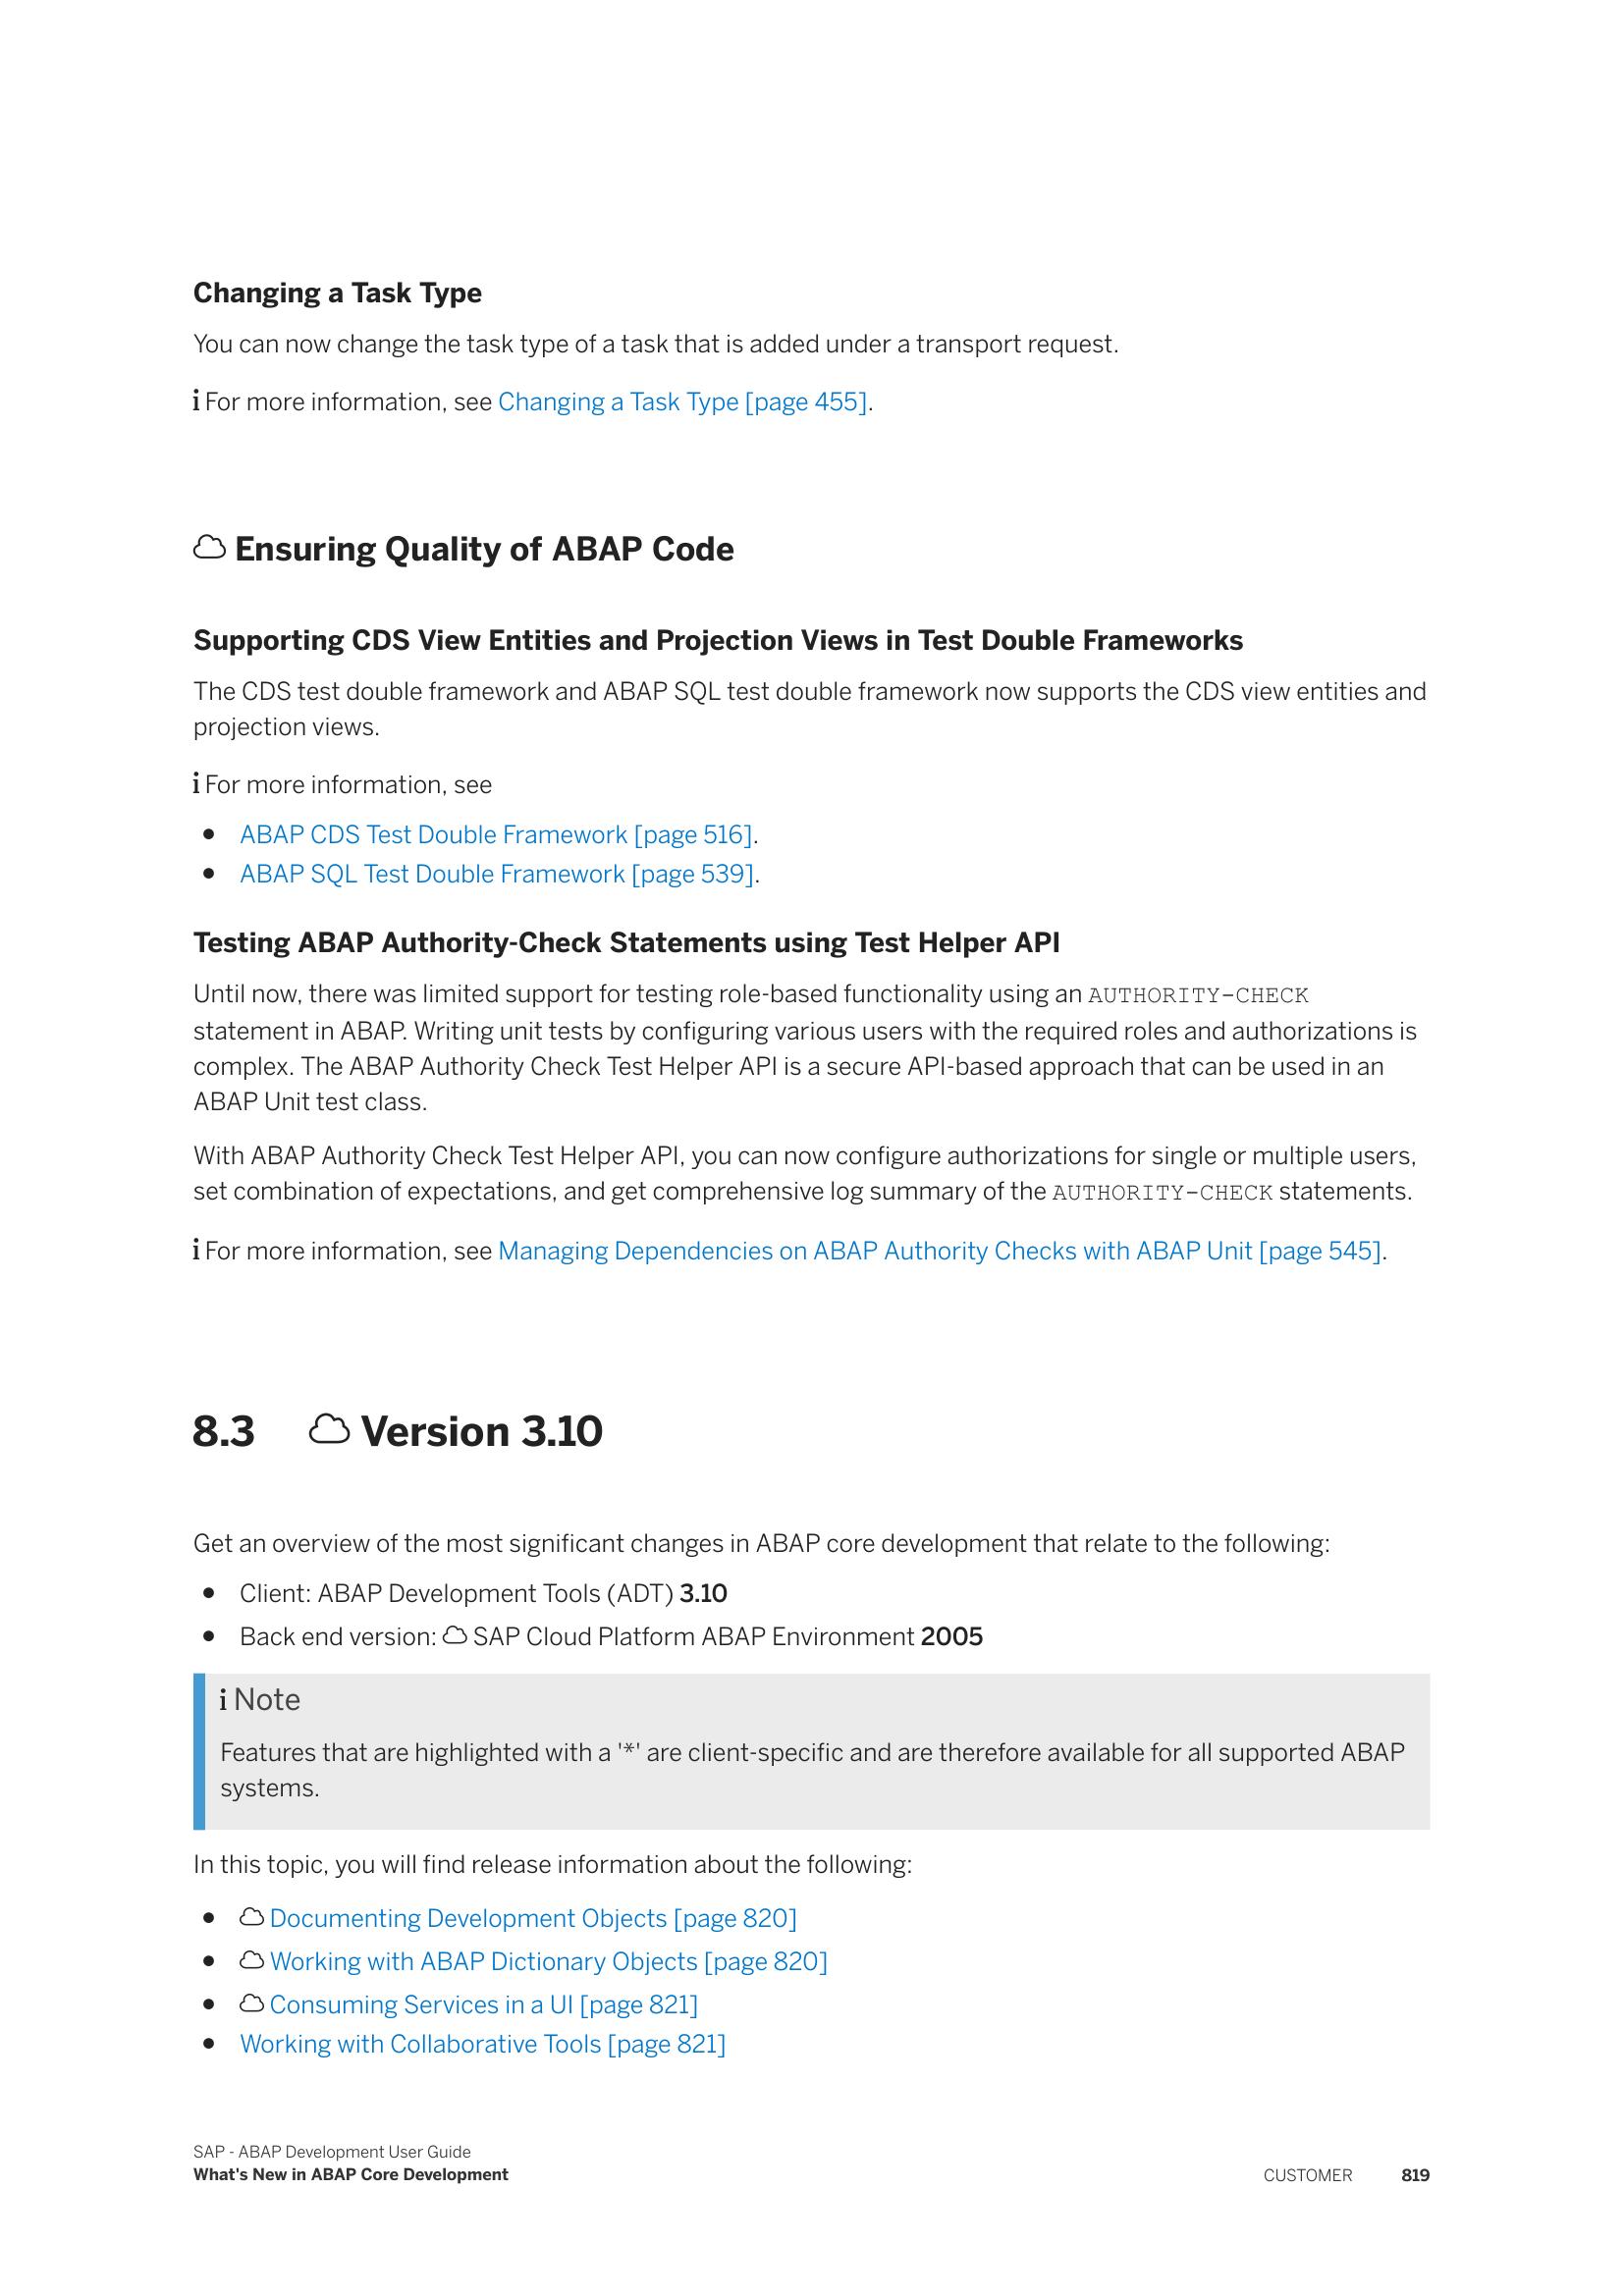 Changing a Task Type
You can now change the task type of a task that is added under a transport request.
i For more information, see Changing a Task Type [page 455].
Ensuring Quality of ABAP Code
Supporting CDS View Entities and Projection Views in Test Double Frameworks
The CDS test double framework and ABAP SQL test double framework now supports the CDS view entities and
projection views.
i For more information, see
● ABAP CDS Test Double Framework [page 516].
● ABAP SQL Test Double Framework [page 539].
Testing ABAP Authority-Check Statements using Test Helper API
Until now, there was limited support for testing role-based functionality using an AUTHORITY-CHECK
statement in ABAP. Writing unit tests by configuring various users with the required roles and authorizations is
complex. The ABAP Authority Check Test Helper API is a secure API-based approach that can be used in an
ABAP Unit test class.
With ABAP Authority Check Test Helper API, you can now configure authorizations for single or multiple users,
set combination of expectations, and get comprehensive log summary of the AUTHORITY-CHECK statements.
i For more information, see Managing Dependencies on ABAP Authority Checks with ABAP Unit [page 545].
8.3 Version 3.10
Get an overview of the most significant changes in ABAP core development that relate to the following:
● Client: ABAP Development Tools (ADT) 3.10
● Back end version: SAP Cloud Platform ABAP Environment 2005
i Note
Features that are highlighted with a '*' are client-specific and are therefore available for all supported ABAP
systems.
In this topic, you will find release information about the following:
● Documenting Development Objects [page 820]
● Working with ABAP Dictionary Objects [page 820]
● Consuming Services in a UI [page 821]
● Working with Collaborative Tools [page 821]
SAP - ABAP Development User Guide
What's New in ABAP Core Development
CUSTOMER 819